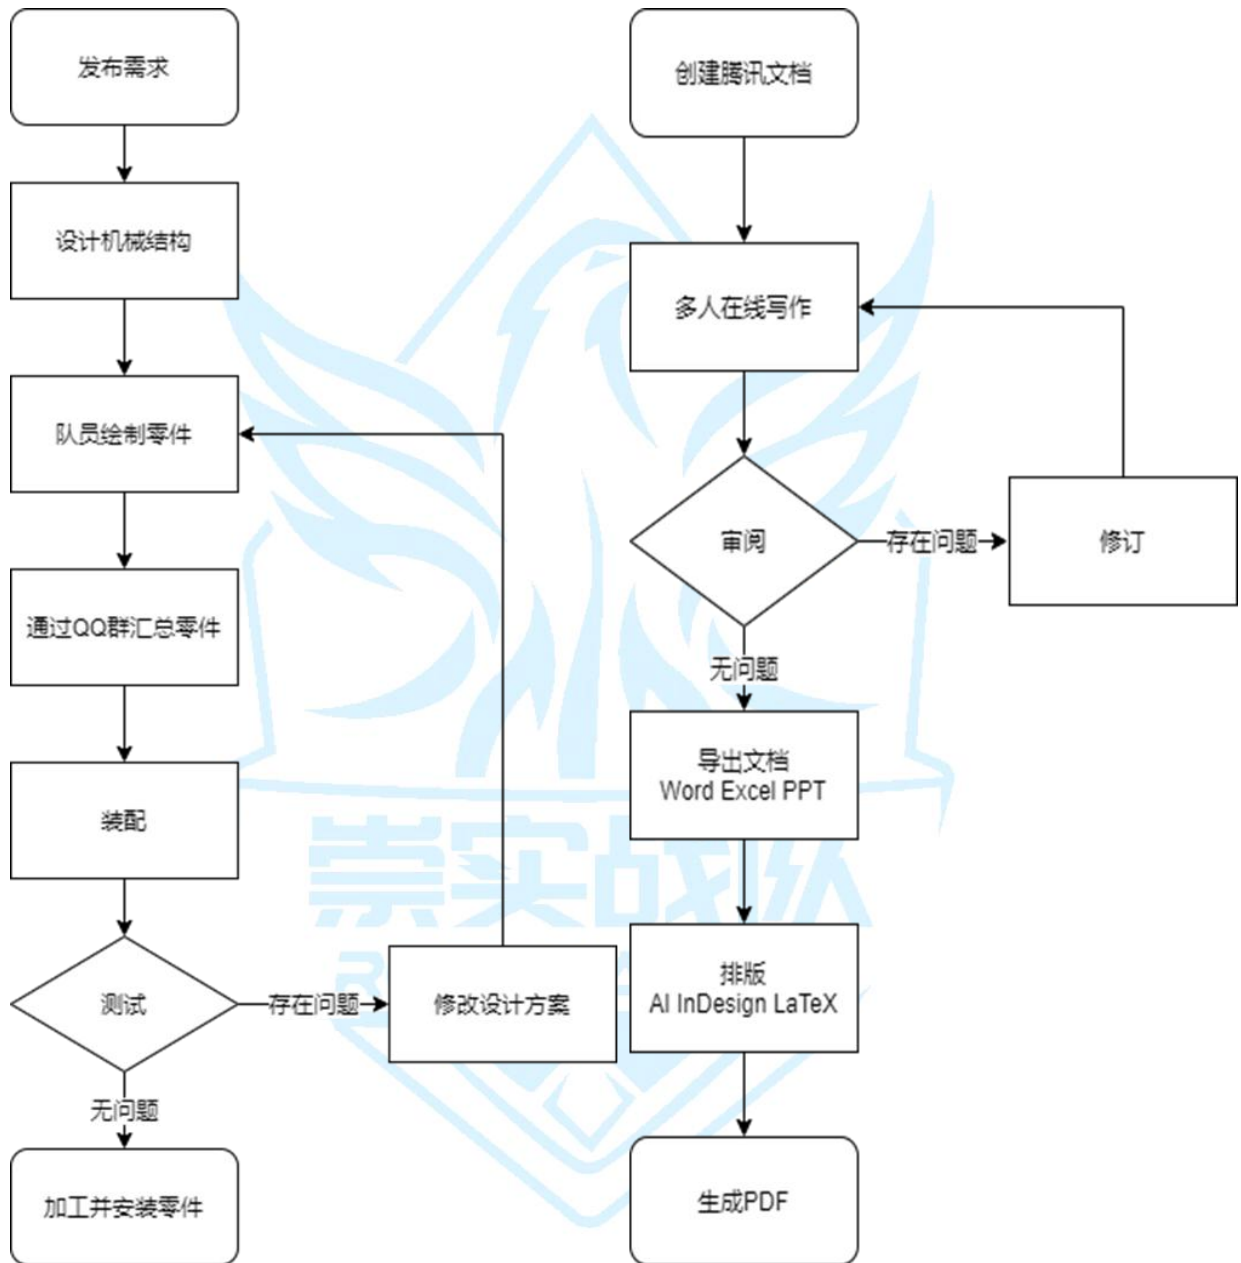 发布需求
设计机械结构
队员绘制零件
通过QQ群汇总零件
装配
测试
存在问题
修改设计方案
无问题
加工并安装零件
创建腾讯文档
多人在线写作
审阅
存在问题
修订
无问题
导出文档
Word Excel PPT
排版
AI InDesign LaTeX
生成PDF
崇实战队